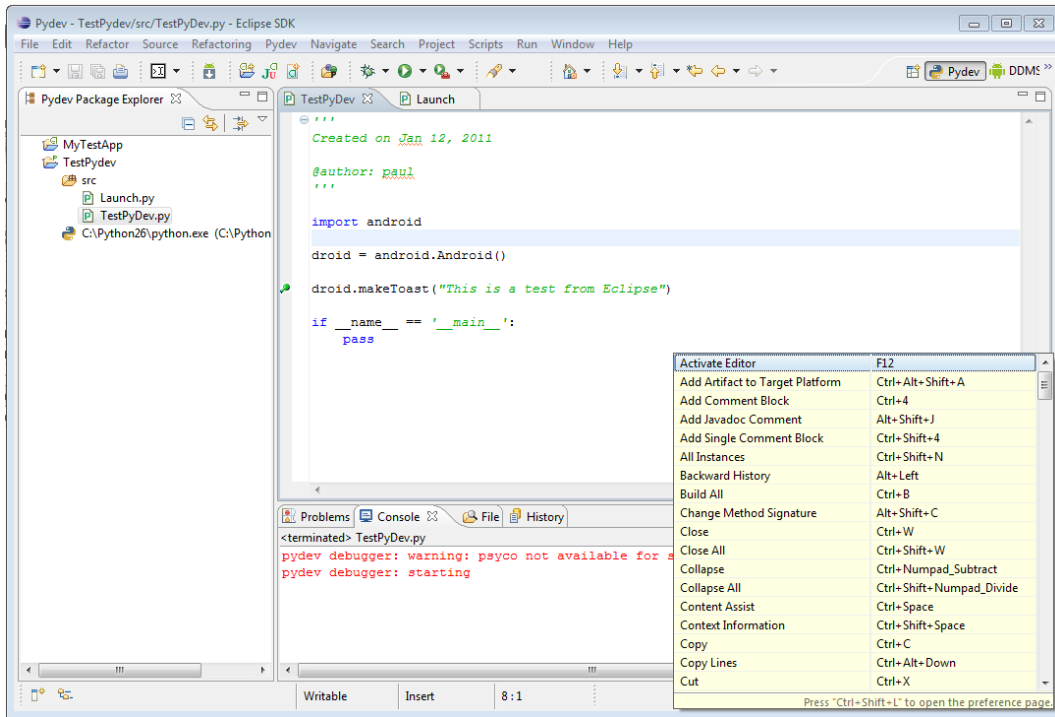 Pydev - TestPydev/src/TestPyDev.py - Eclipse SDK
File Edit Refactor Source Refactoring Pydev Navigate Search Project Scripts Run Window Help
Pydev DDMS
Pydev Package Explorer
TestPyDev Launch
MyTestApp
TestPydev
src
Launch.py
TestPyDev.py
C:\Python26\python.exe (C:\Python
'''
Created on Jan 12, 2011
@author: paul
'''
import android
droid = android.Android()
droid.makeToast("This is a test from Eclipse")
if __name__ == '__main__':
pass
Problems Console File History
<terminated> TestPyDev.py
pydev debugger: warning: psyco not available for s
pydev debugger: starting
Activate Editor F12
Add Artifact to Target Platform Ctrl+Alt+Shift+A
Add Comment Block Ctrl+4
Add Javadoc Comment Alt+Shift+J
Add Single Comment Block Ctrl+Shift+4
All Instances Ctrl+Shift+N
Backward History Alt+Left
Build All Ctrl+B
Change Method Signature Alt+Shift+C
Close Ctrl+W
Close All Ctrl+Shift+W
Collapse Ctrl+Numpad_Subtract
Collapse All Ctrl+Shift+Numpad_Divide
Content Assist Ctrl+Space
Context Information Ctrl+Shift+Space
Copy Ctrl+C
Copy Lines Ctrl+Alt+Down
Cut Ctrl+X
Press "Ctrl+Shift+L" to open the preference page.
Writable Insert 8:1